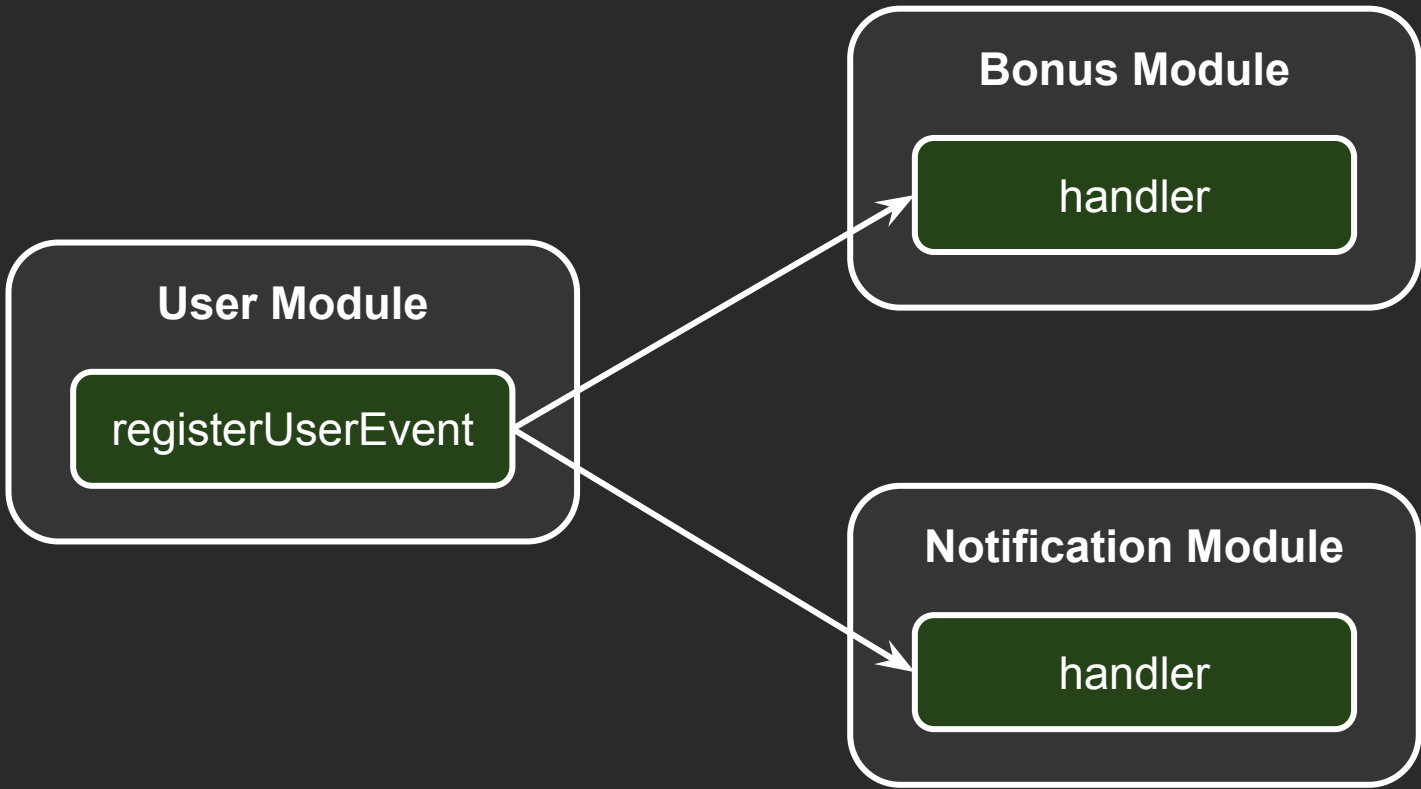 Bonus Module
handler
User Module
registerUserEvent
Notification Module
handler